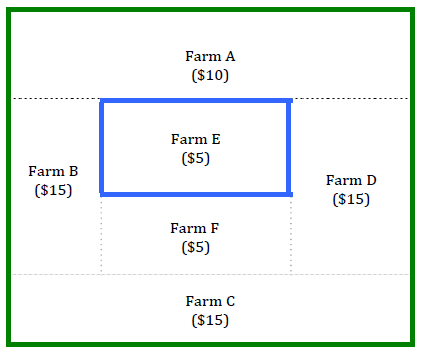 Farm A
($10)
Farm E
($5)
Farm B
($15)
Farm D
($15)
Farm F
($5)
Farm C
($15)